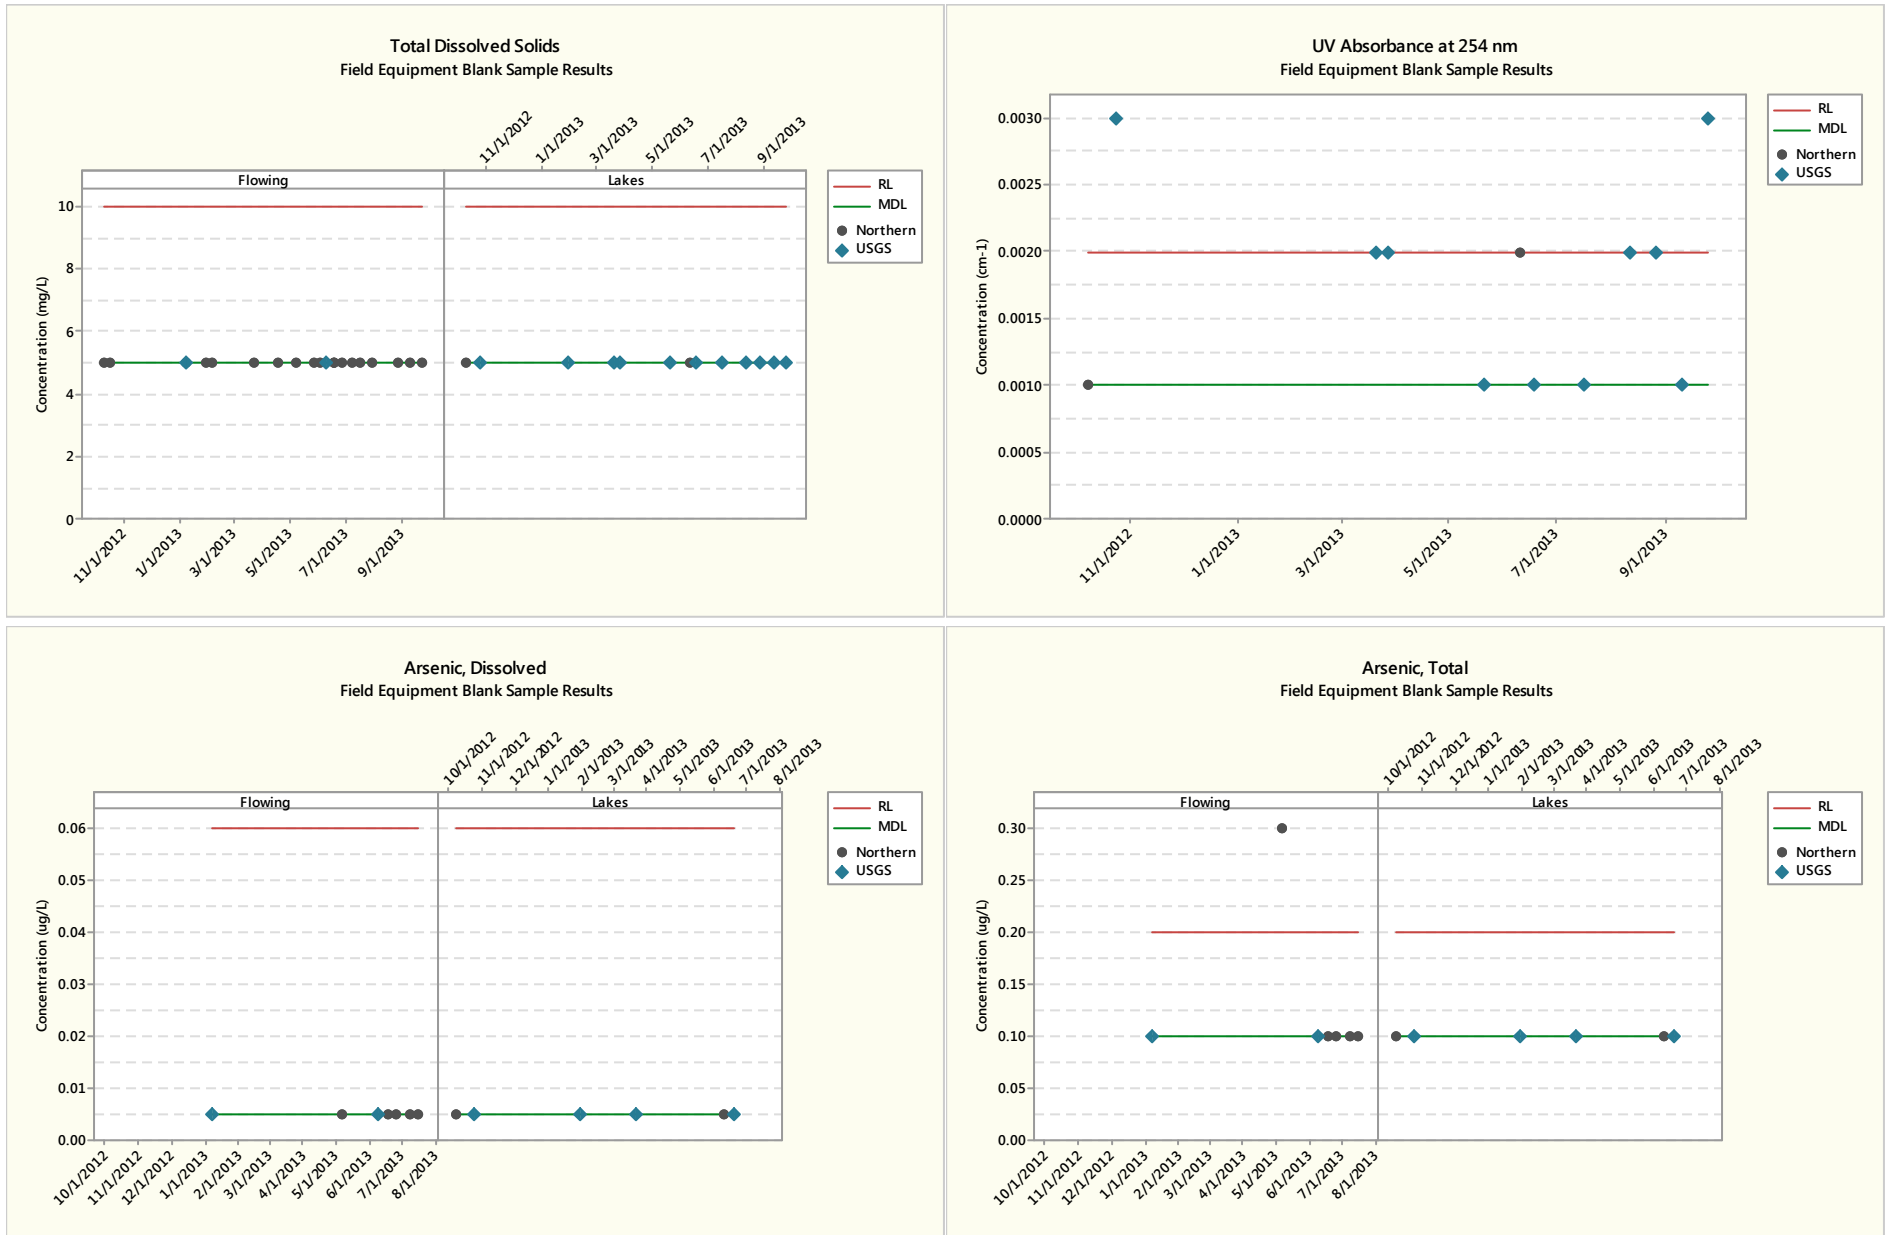 Total Dissolved Solids
Field Equipment Blank Sample Results
11/1/2012 1/1/2013 3/1/2013 5/1/2013 7/1/2013 9/1/2013
Flowing Lakes
RL
MDL
Northern
USGS
Concentration (mg/L)
10
8
6
4
2
0
11/1/2012 1/1/2013 3/1/2013 5/1/2013 7/1/2013 9/1/2013
UV Absorbance at 254 nm
Field Equipment Blank Sample Results
RL
MDL
Northern
USGS
Concentration (cm-1)
0.0030
0.0025
0.0020
0.0015
0.0010
0.0005
0.0000
11/1/2012 1/1/2013 3/1/2013 5/1/2013 7/1/2013 9/1/2013
Arsenic, Dissolved
Field Equipment Blank Sample Results
10/1/2012 11/1/2012 12/1/2012 1/1/2013 2/1/2013 3/1/2013 4/1/2013 5/1/2013 6/1/2013 7/1/2013 8/1/2013
Flowing Lakes
RL
MDL
Northern
USGS
Concentration (ug/L)
0.06
0.05
0.04
0.03
0.02
0.01
0.00
10/1/2012 11/1/2012 12/1/2012 1/1/2013 2/1/2013 3/1/2013 4/1/2013 5/1/2013 6/1/2013 7/1/2013 8/1/2013
Arsenic, Total
Field Equipment Blank Sample Results
10/1/2012 11/1/2012 12/1/2012 1/1/2013 2/1/2013 3/1/2013 4/1/2013 5/1/2013 6/1/2013 7/1/2013 8/1/2013
Flowing Lakes
RL
MDL
Northern
USGS
Concentration (ug/L)
0.30
0.25
0.20
0.15
0.10
0.05
0.00
10/1/2012 11/1/2012 12/1/2012 1/1/2013 2/1/2013 3/1/2013 4/1/2013 5/1/2013 6/1/2013 7/1/2013 8/1/2013